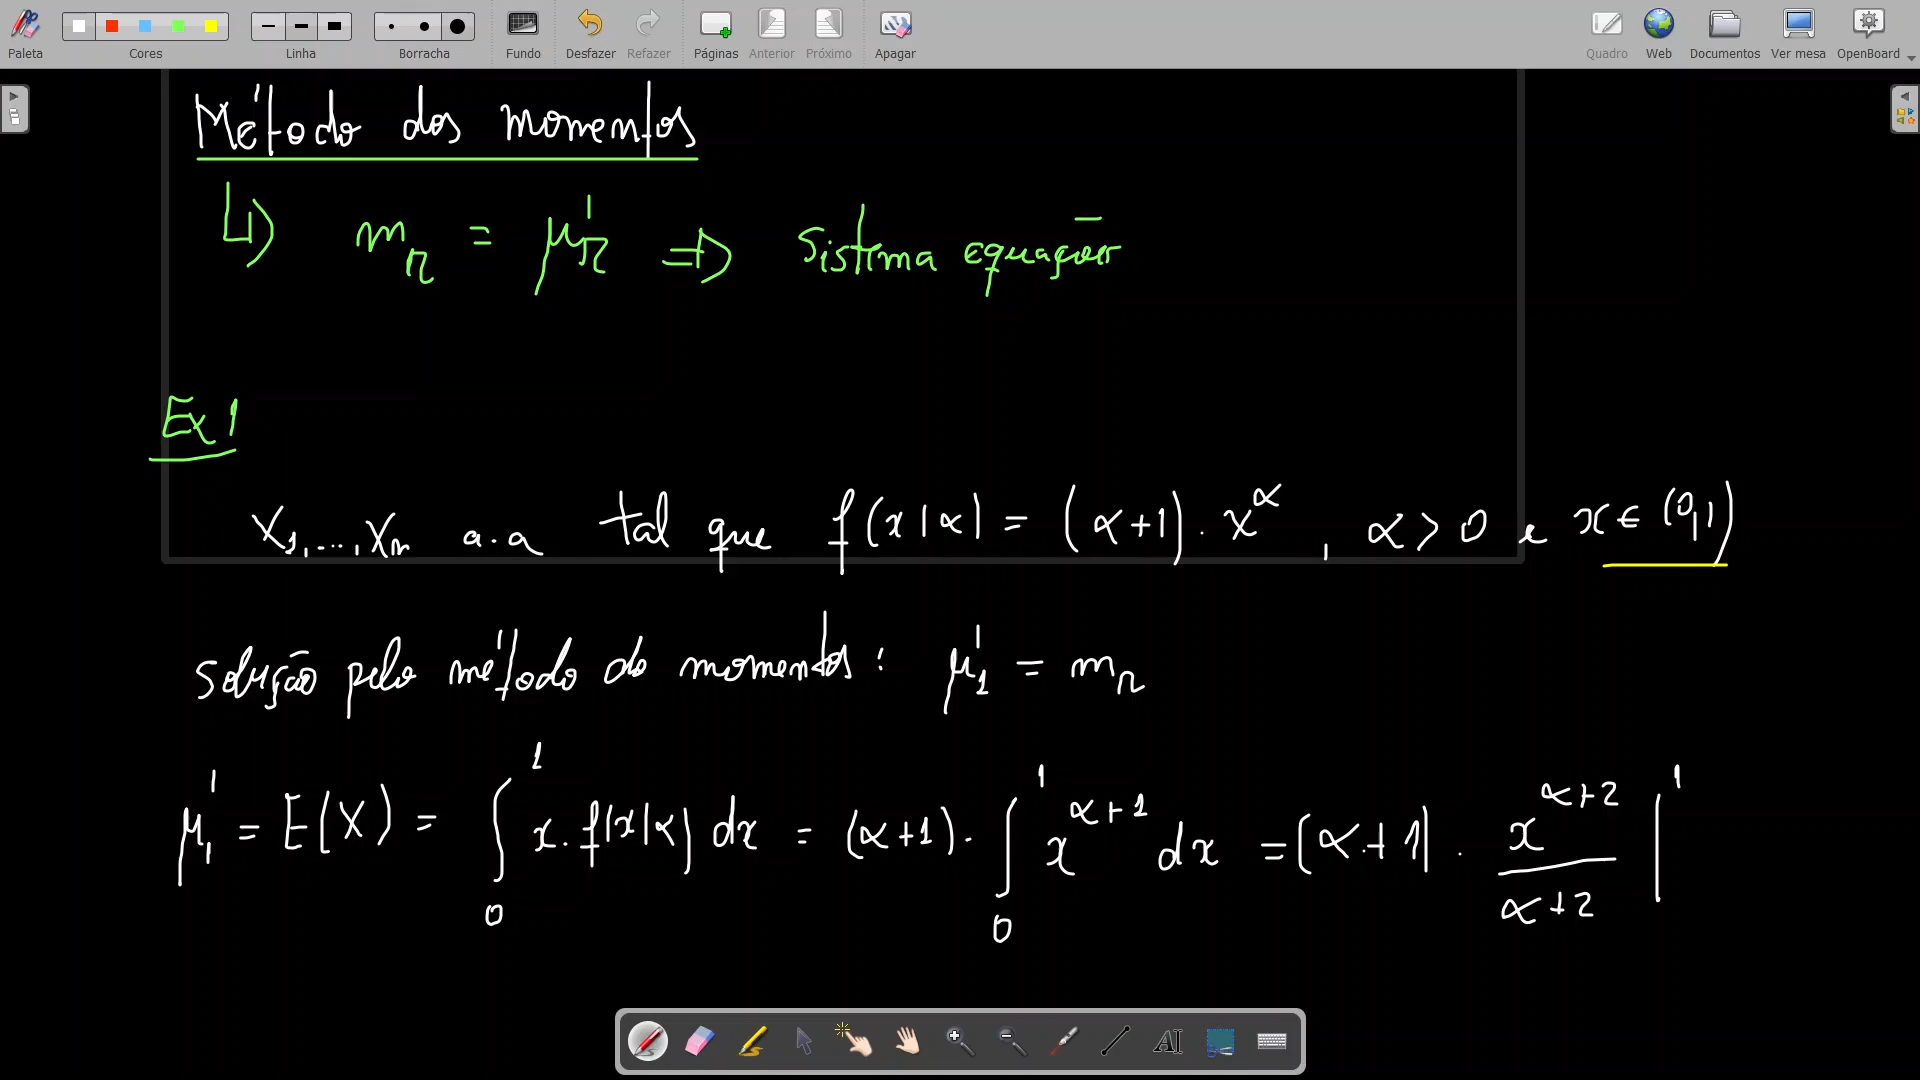 Paleta Cores Linha Borracha Fundo Desfazer Refazer Páginas Anterior Próximo Apagar Quadro Web Documentos Ver mesa OpenBoard
Método dos momentos
↳ m_r = μ'_r ⇒ Sistema equações
Ex 1
X_1, ..., X_n a.a tal que f(x|α) = (α+1) · x^α , α > 0 e x ∈ (0,1)
Solução pelo método do momentos: μ'_1 = m_r
μ'_1 = E(X) = ∫_0^1 x · f(x|α) dx = (α+1) · ∫_0^1 x^{α+1} dx = (α+1) · x^{α+2}/(α+2) |^1
AI